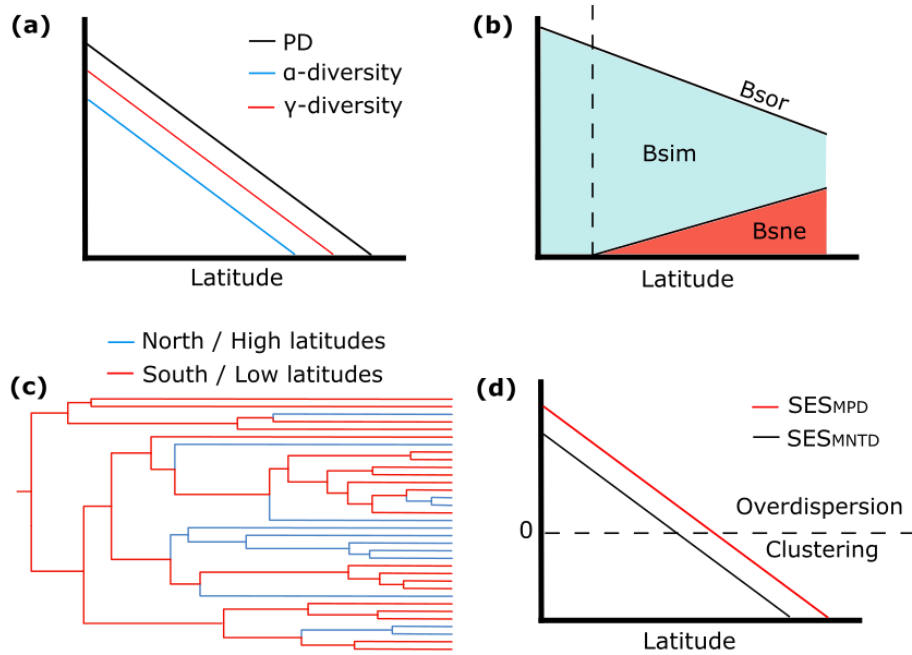 (a)
PD
α-diversity
γ-diversity
Latitude
(b)
Bsor
Bsim
Bsne
Latitude
North / High latitudes
South / Low latitudes
(c)
(d)
SESMPD
SESMNTD
Overdispersion
0
Clustering
Latitude